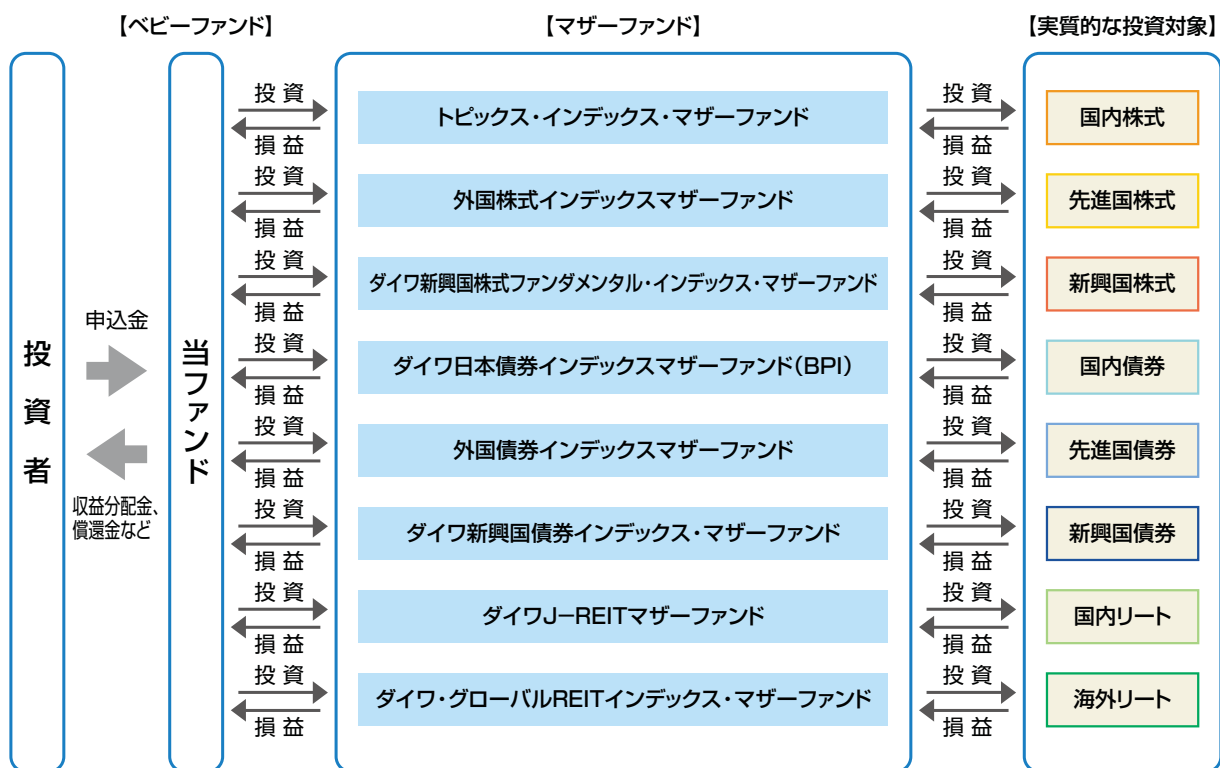 【ベビーファンド】
【マザーファンド】
【実質的な投資対象】
投資者
申込金
収益分配金、
償還金など
当ファンド
投資
損益
トピックス・インデックス・マザーファンド
投資
損益
国内株式
投資
損益
外国株式インデックスマザーファンド
投資
損益
先進国株式
投資
損益
ダイワ新興国株式ファンダメンタル・インデックス・マザーファンド
投資
損益
新興国株式
投資
損益
ダイワ日本債券インデックスマザーファンド(BPI)
投資
損益
国内債券
投資
損益
外国債券インデックスマザーファンド
投資
損益
先進国債券
投資
損益
ダイワ新興国債券インデックス・マザーファンド
投資
損益
新興国債券
投資
損益
ダイワJ−REITマザーファンド
投資
損益
国内リート
投資
損益
ダイワ・グローバルREITインデックス・マザーファンド
投資
損益
海外リート